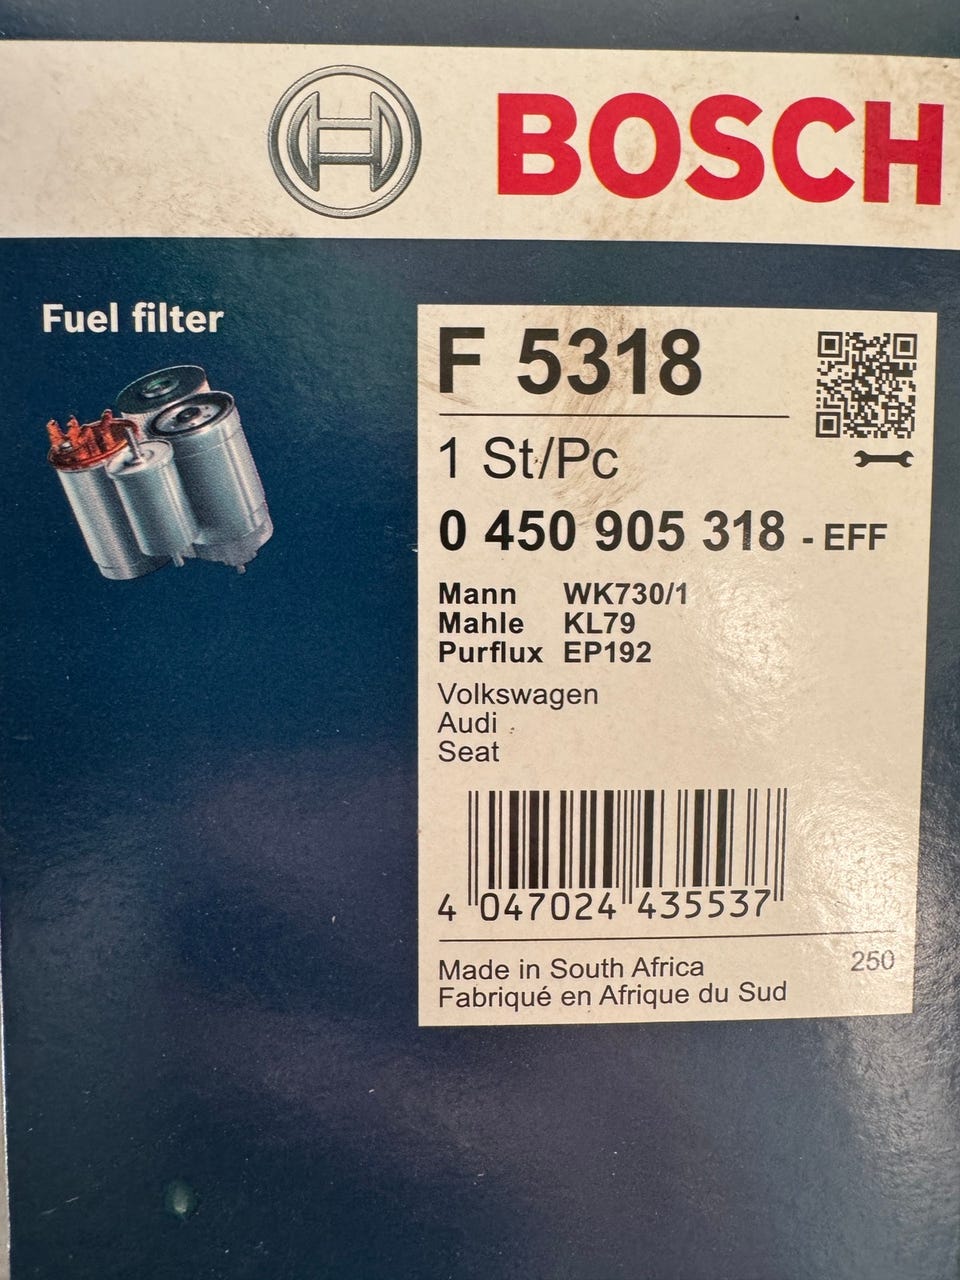 BOSCH
Fuel filter
F 5318
1 St/Pc
0 450 905 318 - EFF
Mann WK730/1
Mahle KL79
Purflux EP192
Volkswagen
Audi
Seat
4 047024 435537
Made in South Africa 250
Fabriqué en Afrique du Sud